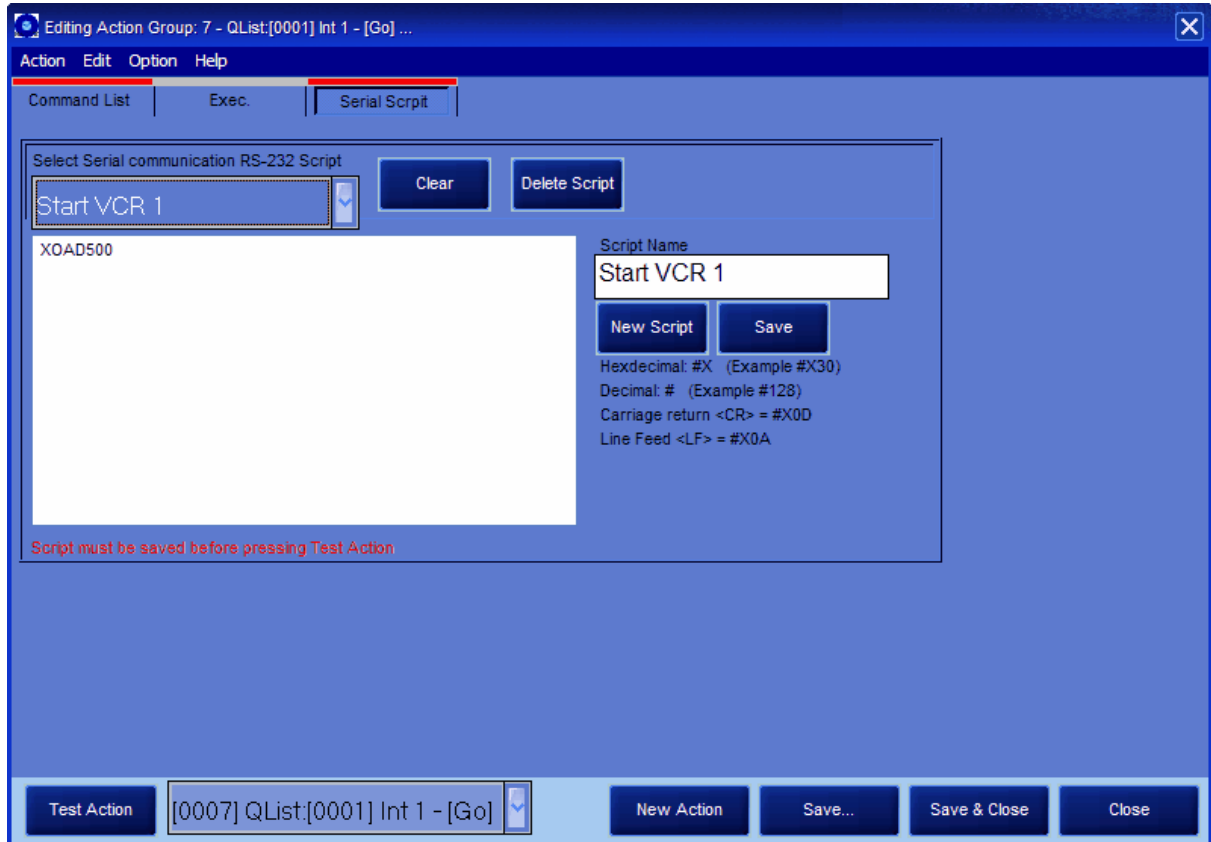 Editing Action Group: 7 - QList:[0001] Int 1 - [Go] ...
Action Edit Option Help
Command List Exec. Serial Scrpit
Select Serial communication RS-232 Script
Start VCR 1
Clear
Delete Script
XOAD500
Script Name
Start VCR 1
New Script Save
Hexdecimal: #X (Example #X30)
Decimal: # (Example #128)
Carriage return <CR> = #X0D
Line Feed <LF> = #X0A
Script must be saved before pressing Test Action
Test Action [0007] QList:[0001] Int 1 - [Go] New Action Save... Save & Close Close